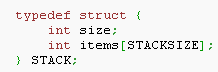 typedef struct {
    int size;
    int items[STACKSIZE];
} STACK;